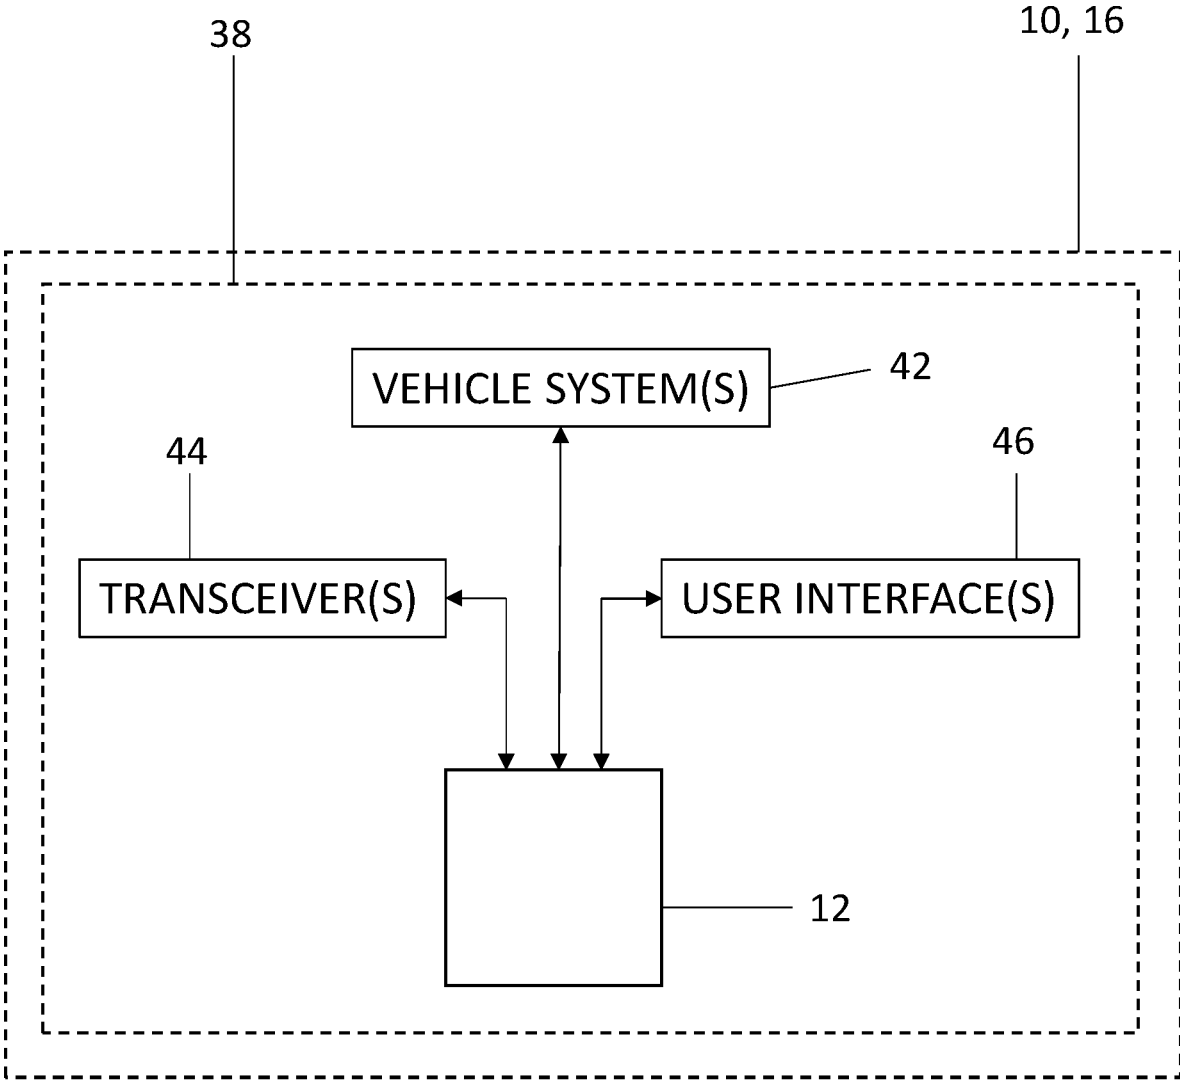 38
10, 16
VEHICLE SYSTEM(S)
42
44
46
TRANSCEIVER(S)
USER INTERFACE(S)
12